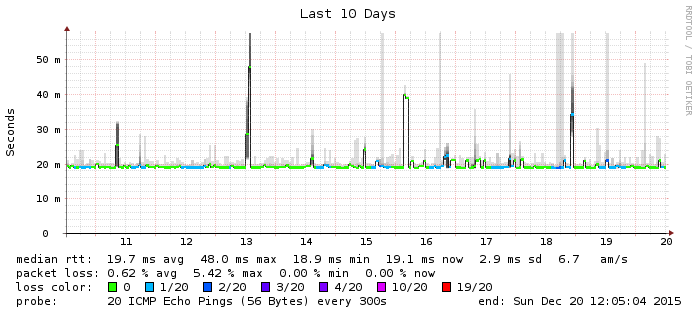 Last 10 Days
RRDTOOL / TOBI OETIKER
Seconds
50 m
40 m
30 m
20 m
10 m
0
11 12 13 14 15 16 17 18 19 20
median rtt: 19.7 ms avg 48.0 ms max 18.9 ms min 19.1 ms now 2.9 ms sd 6.7 am/s
packet loss: 0.62 % avg 5.42 % max 0.00 % min 0.00 % now
loss color: 0 1/20 2/20 3/20 4/20 10/20 19/20
probe: 20 ICMP Echo Pings (56 Bytes) every 300s end: Sun Dec 20 12:05:04 2015